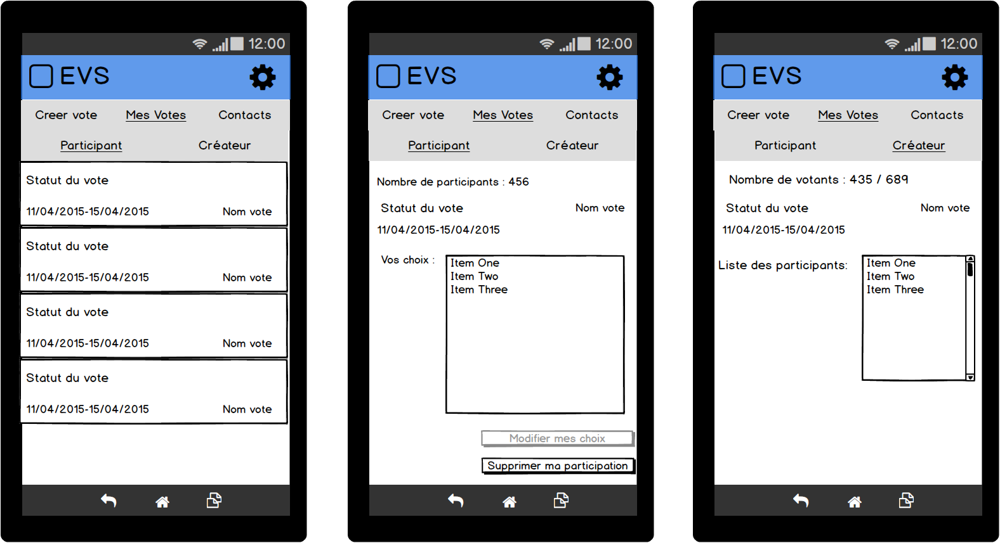 12:00
EVS
Creer vote Mes Votes Contacts
Participant Créateur
Statut du vote
11/04/2015-15/04/2015 Nom vote
Statut du vote
11/04/2015-15/04/2015 Nom vote
Statut du vote
11/04/2015-15/04/2015 Nom vote
Statut du vote
11/04/2015-15/04/2015 Nom vote
12:00
EVS
Creer vote Mes Votes Contacts
Participant Créateur
Nombre de participants : 456
Statut du vote Nom vote
11/04/2015-15/04/2015
Vos choix : Item One
Item Two
Item Three
Modifier mes choix
Supprimer ma participation
12:00
EVS
Creer vote Mes Votes Contacts
Participant Créateur
Nombre de votants : 435 / 689
Statut du vote Nom vote
11/04/2015-15/04/2015
Liste des participants: Item One
Item Two
Item Three